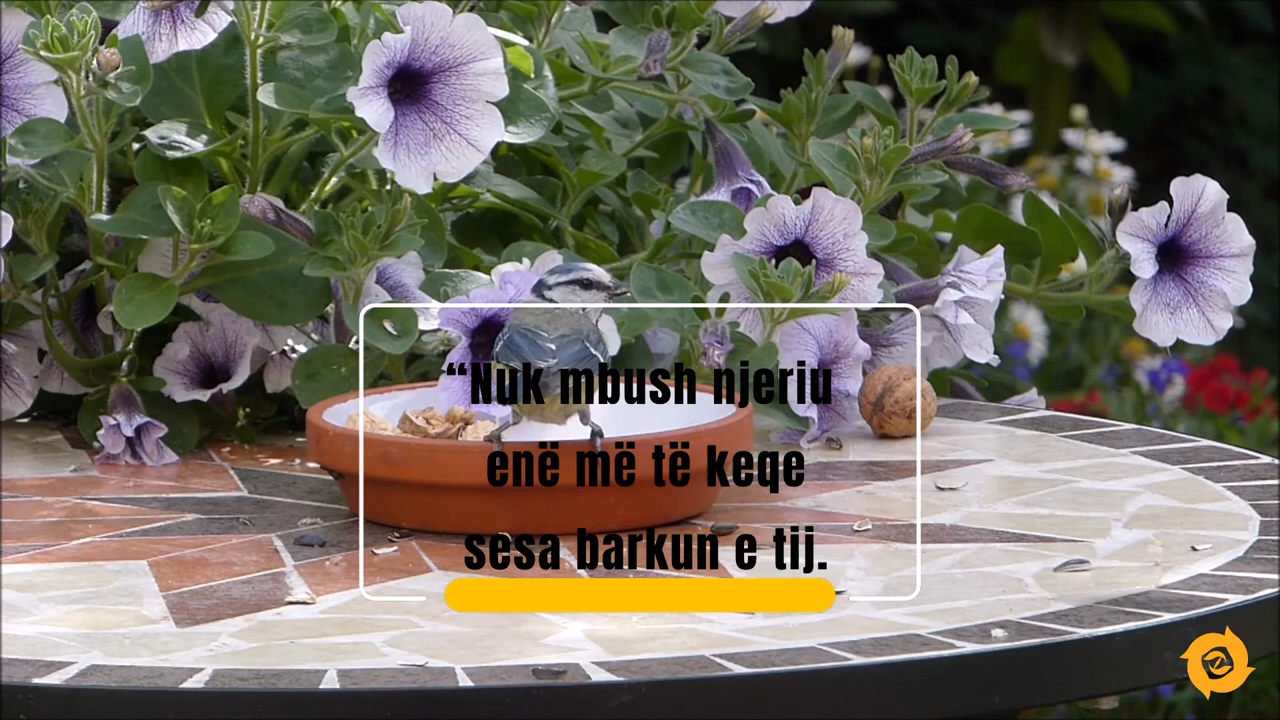 “Nuk mbush njeriu
enë më të keqe
sesa barkun e tij.